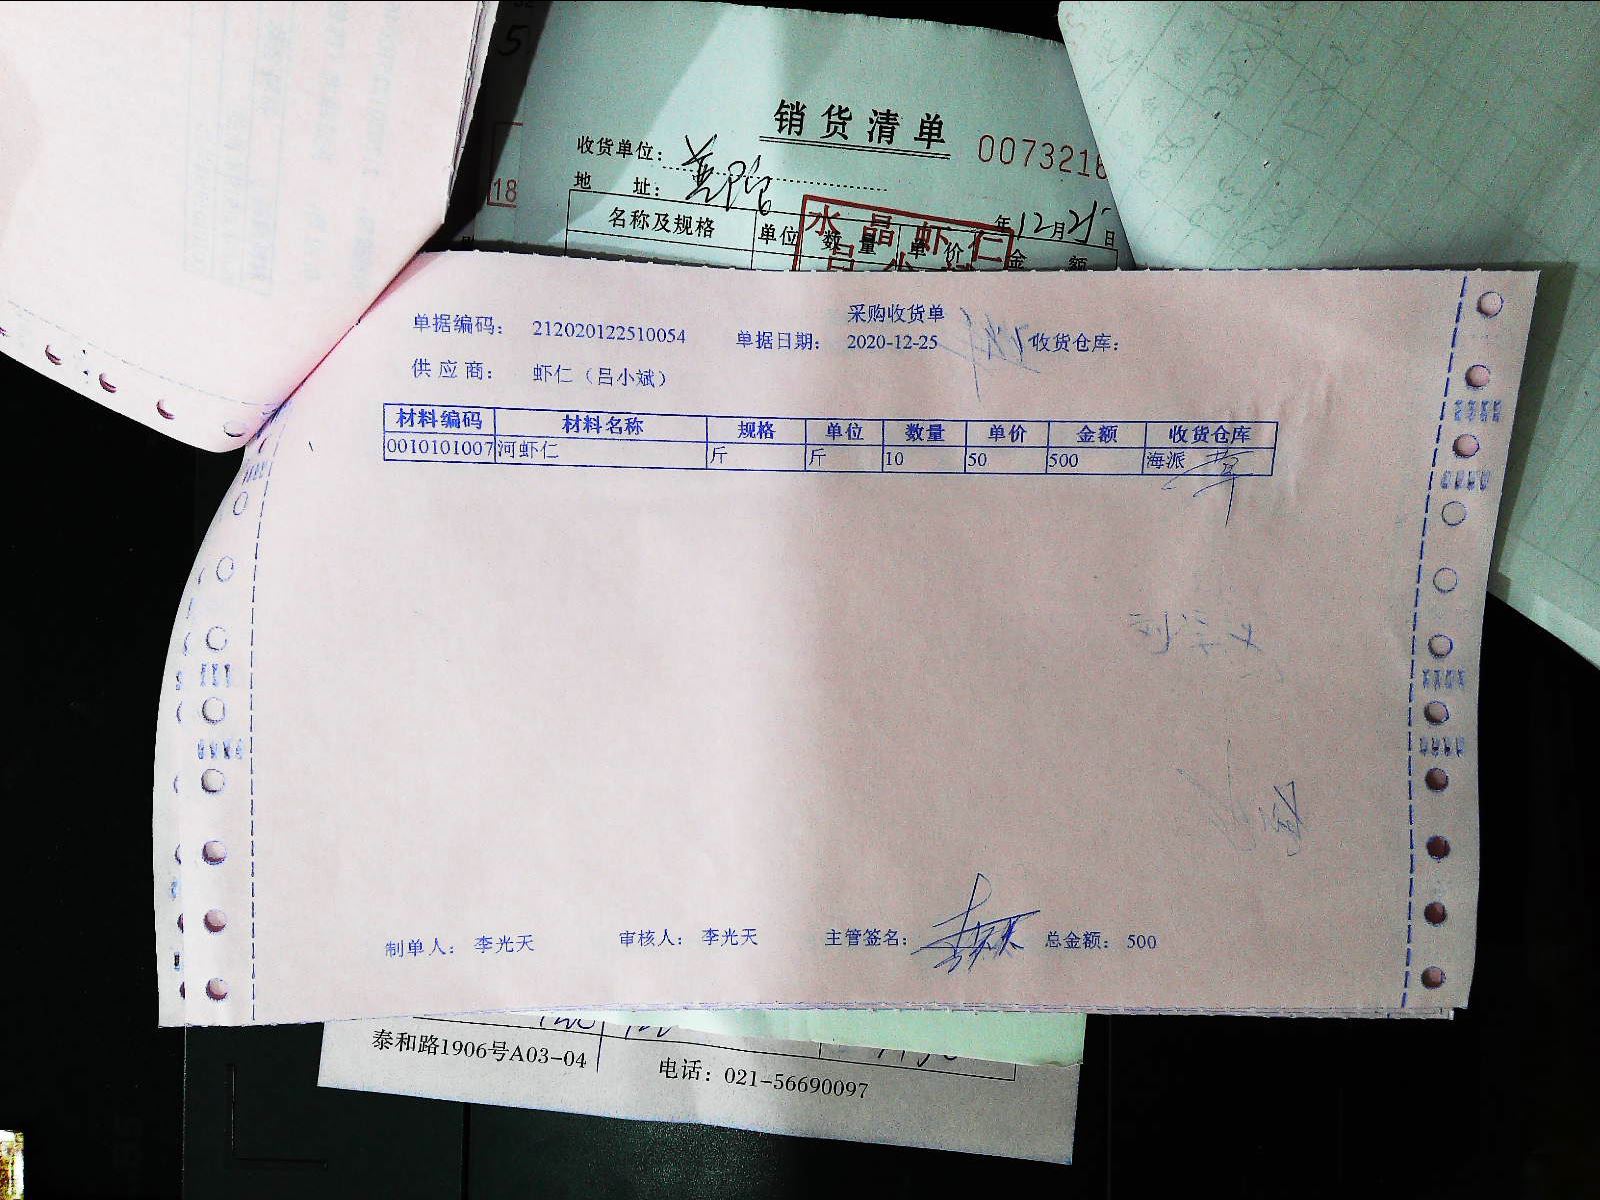 销货清单 0073216
收货单位：
地 址： 年12月25日
名称及规格 单位 数量 单价 金额
水晶虾仁
18
采购收货单
单据编码： 212020122510054 单据日期： 2020-12-25 收货仓库：
供应商： 虾仁（吕小斌）
材料编码 材料名称 规格 单位 数量 单价 金额 收货仓库
0010101007 河虾仁 斤 斤 10 50 500 海派
制单人： 李光天 审核人： 李光天 主管签名： 李光天 总金额： 500
泰和路1906号A03-04 电话：021-56690097